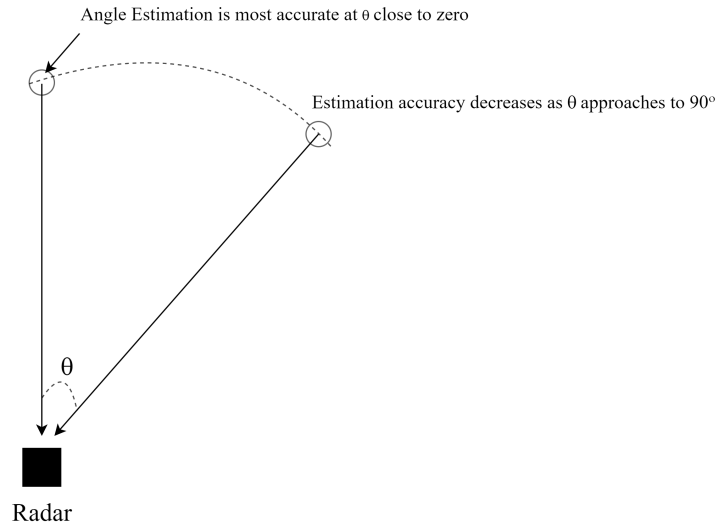 Angle Estimation is most accurate at θ close to zero
Estimation accuracy decreases as θ approaches to 90°
θ
Radar